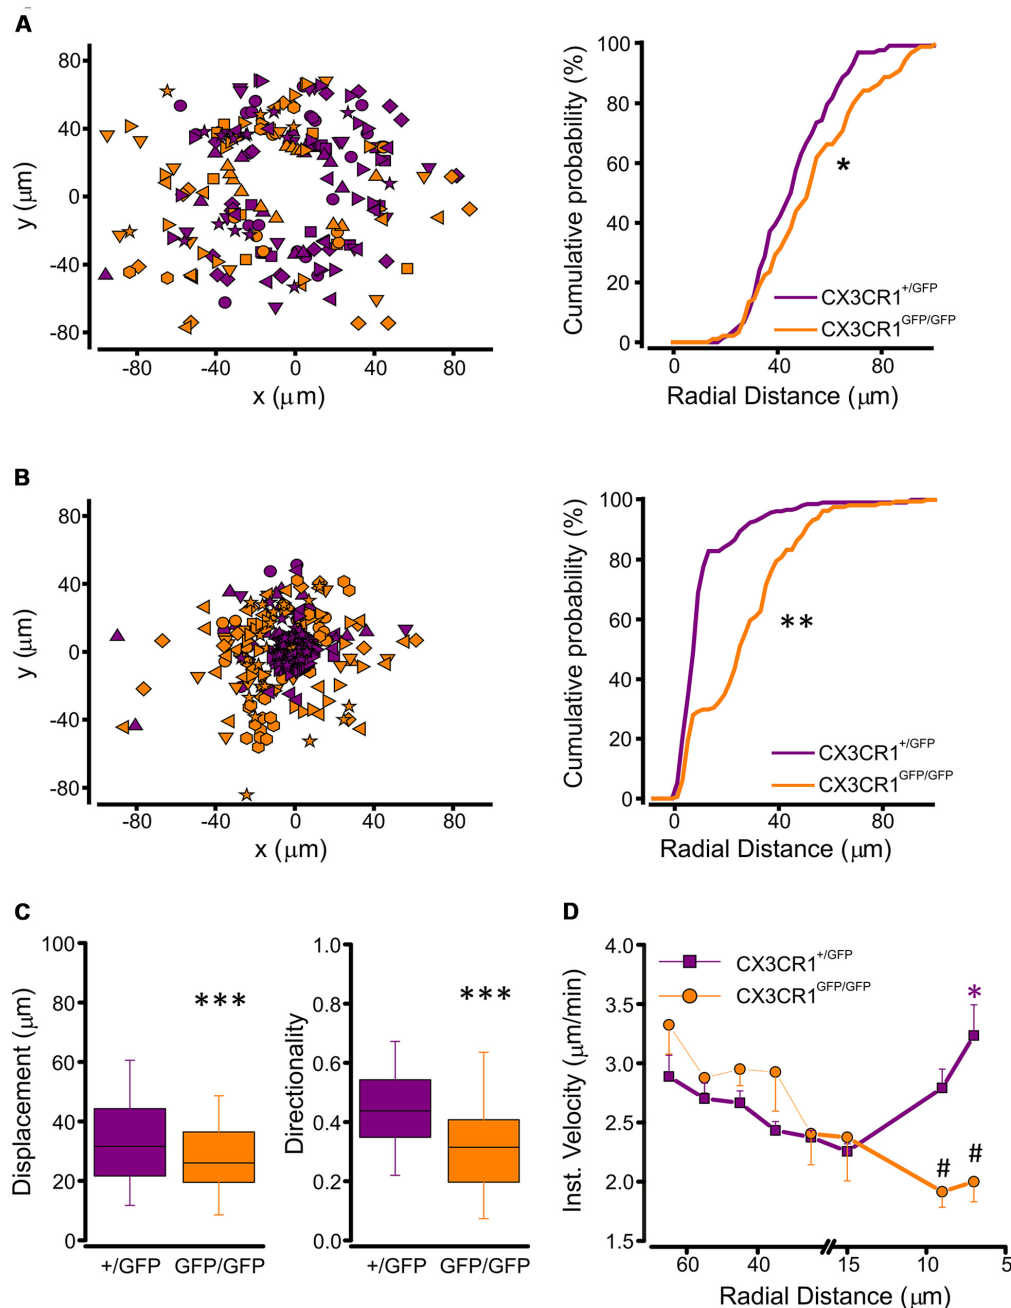 A
80
40
0
-40
-80
y (μm)
-80 -40 0 40 80
x (μm)
100
80
60
40
20
0
Cumulative probability (%)
*
CX3CR1+/GFP
CX3CR1GFP/GFP
0 40 80
Radial Distance (μm)
B
80
40
0
-40
-80
y (μm)
-80 -40 0 40 80
x (μm)
100
80
60
40
20
0
Cumulative probability (%)
**
CX3CR1+/GFP
CX3CR1GFP/GFP
0 40 80
Radial Distance (μm)
C
100
80
60
40
20
0
Displacement (μm)
***
+/GFP GFP/GFP
1.0
0.8
0.6
0.4
0.2
0.0
Directionality
***
+/GFP GFP/GFP
D
4.0
3.5
3.0
2.5
2.0
1.5
Inst. Velocity (μm/min)
CX3CR1+/GFP
CX3CR1GFP/GFP
*
# #
60 40 15 10 5
Radial Distance (μm)